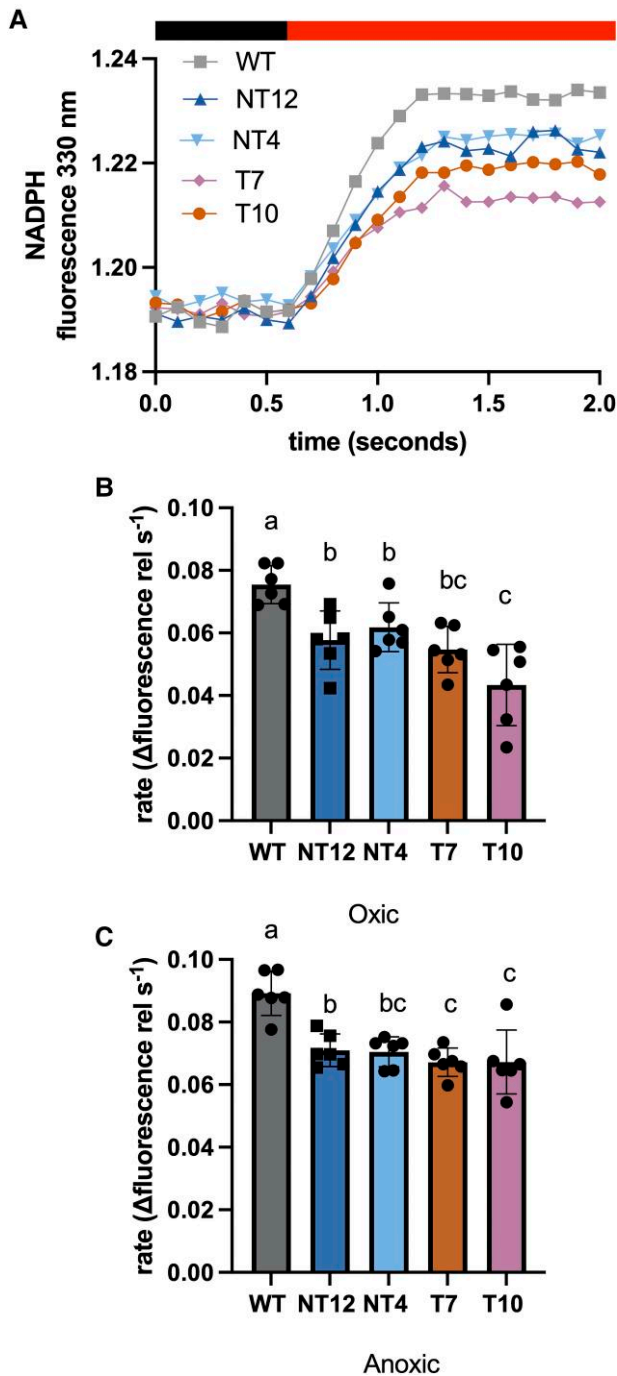 A
WT
NT12
NT4
T7
T10
NADPH
fluorescence 330 nm
1.24
1.22
1.20
1.18
0.0 0.5 1.0 1.5 2.0
time (seconds)
B
rate (Δfluorescence rel s⁻¹)
0.10
0.08
0.06
0.04
0.02
0.00
a b b bc c
WT NT12 NT4 T7 T10
Oxic
C
rate (Δfluorescence rel s⁻¹)
0.10
0.08
0.06
0.04
0.02
0.00
a b bc c c
WT NT12 NT4 T7 T10
Anoxic